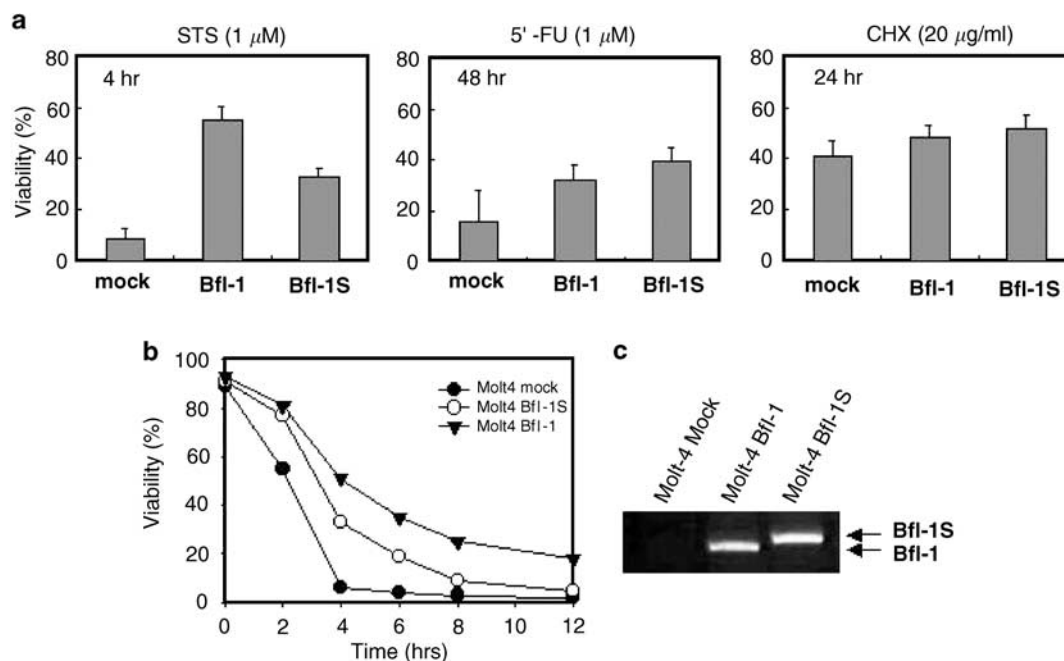 a
STS (1 μM)
5' -FU (1 μM)
CHX (20 μg/ml)
Viability (%)
80
60
40
20
0
4 hr
mock
Bfl-1
Bfl-1S
80
60
40
20
0
48 hr
mock
Bfl-1
Bfl-1S
80
60
40
20
0
24 hr
mock
Bfl-1
Bfl-1S
b
Viability (%)
100
80
60
40
20
0
Molt4 mock
Molt4 Bfl-1S
Molt4 Bfl-1
0 2 4 6 8 10 12
Time (hrs)
c
Molt-4 Mock
Molt-4 Bfl-1
Molt-4 Bfl-1S
Bfl-1S
Bfl-1